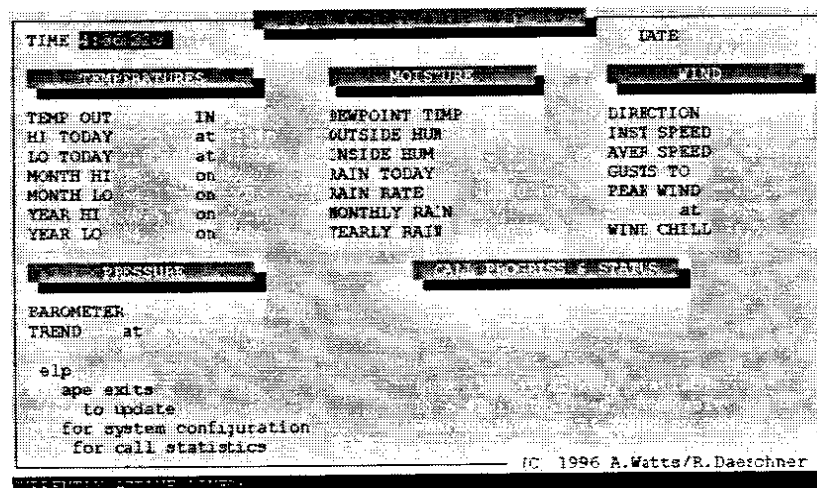 TIME
DATE
TEMPERATURES
TEMP OUT IN
HI TODAY at
LO TODAY at
MONTH HI on
MONTH LO on
YEAR HI on
YEAR LO on
MOISTURE
DEWPOINT TEMP
OUTSIDE HUM
INSIDE HUM
RAIN TODAY
RAIN RATE
MONTHLY RAIN
YEARLY RAIN
WIND
DIRECTION
INST SPEED
AVER SPEED
GUSTS TO
PEAK WIND
at
WIND CHILL
PRESSURE
BAROMETER
TREND at
CALL PROGRESS & STATUS
elp
ape exits
to update
for system configuration
for call statistics
(C) 1996 A.Watts/R.Daeschner